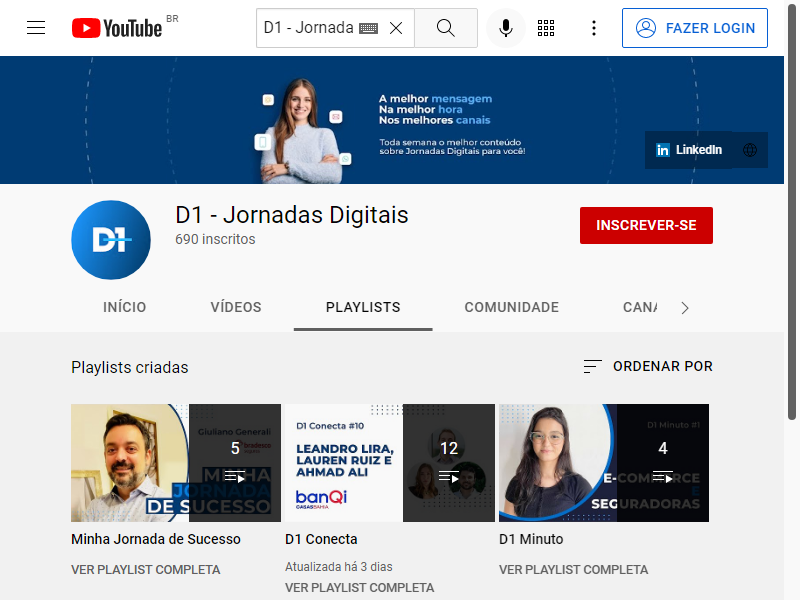 YouTube BR
D1 - Jornada
FAZER LOGIN
A melhor mensagem
Na melhor hora
Nos melhores canais
Toda semana o melhor conteúdo
sobre Jornadas Digitais para você!
in LinkedIn
D1
D1 - Jornadas Digitais
690 inscritos
INSCREVER-SE
INÍCIO
VÍDEOS
PLAYLISTS
COMUNIDADE
CANA
Playlists criadas
ORDENAR POR
Giuliano Generali
bradesco
5
MINHA
JORNADA
DE SUCESSO
D1 Conecta #10
LEANDRO LIRA,
LAUREN RUIZ E
AHMAD ALI
banQi
CASASBAHIA
12
D1 Minuto #1
4
E-COMMERCE
E
SEGURADORAS
Minha Jornada de Sucesso
VER PLAYLIST COMPLETA
D1 Conecta
Atualizada há 3 dias
VER PLAYLIST COMPLETA
D1 Minuto
VER PLAYLIST COMPLETA